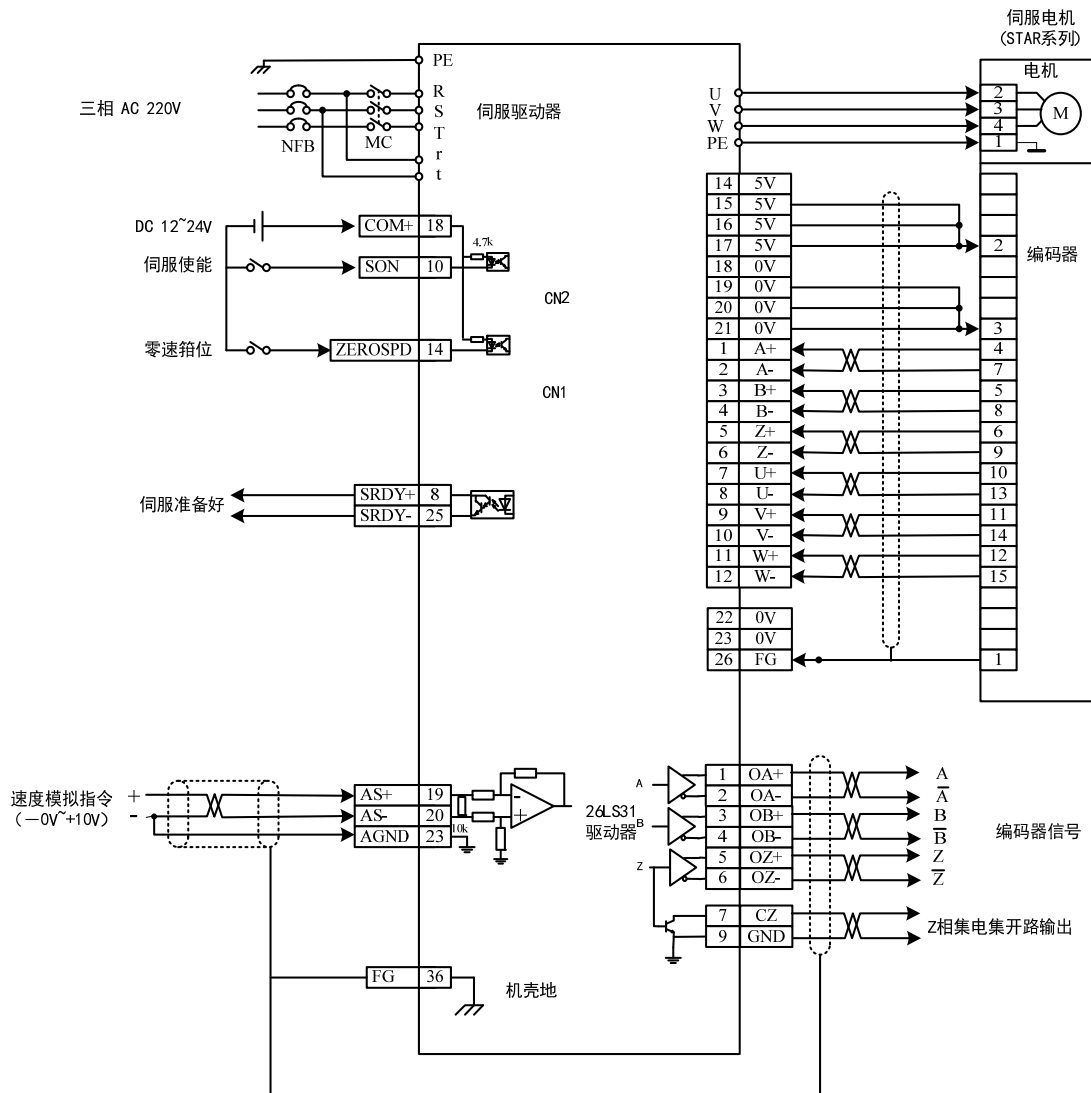 伺服电机
(STAR系列)
电机
PE
三相 AC 220V
R
S
T
r
t
NFB
MC
伺服驱动器
U
V
W
PE
2
3
4
1
M
DC 12~24V
COM+ 18
4.7k
伺服使能
SON 10
CN2
零速箝位
ZEROSPD 14
CN1
伺服准备好
SRDY+ 8
SRDY- 25
14 5V
15 5V
16 5V
17 5V 2
编码器
18 0V
19 0V
20 0V
21 0V 3
1 A+ 4
2 A- 7
3 B+ 5
4 B- 8
5 Z+ 6
6 Z- 9
7 U+ 10
8 U- 13
9 V+ 11
10 V- 14
11 W+ 12
12 W- 15
22 0V
23 0V
26 FG 1
速度模拟指令
(－0V~+10V)
+
-
AS+ 19
AS- 20
AGND 23
10k
-
+
26LS31
驱动器
A
B
Z
1 OA+ A
2 OA- A̅
3 OB+ B
4 OB- B̅
5 OZ+ Z
6 OZ- Z̅
编码器信号
7 CZ
9 GND
Z相集电集开路输出
FG 36
机壳地